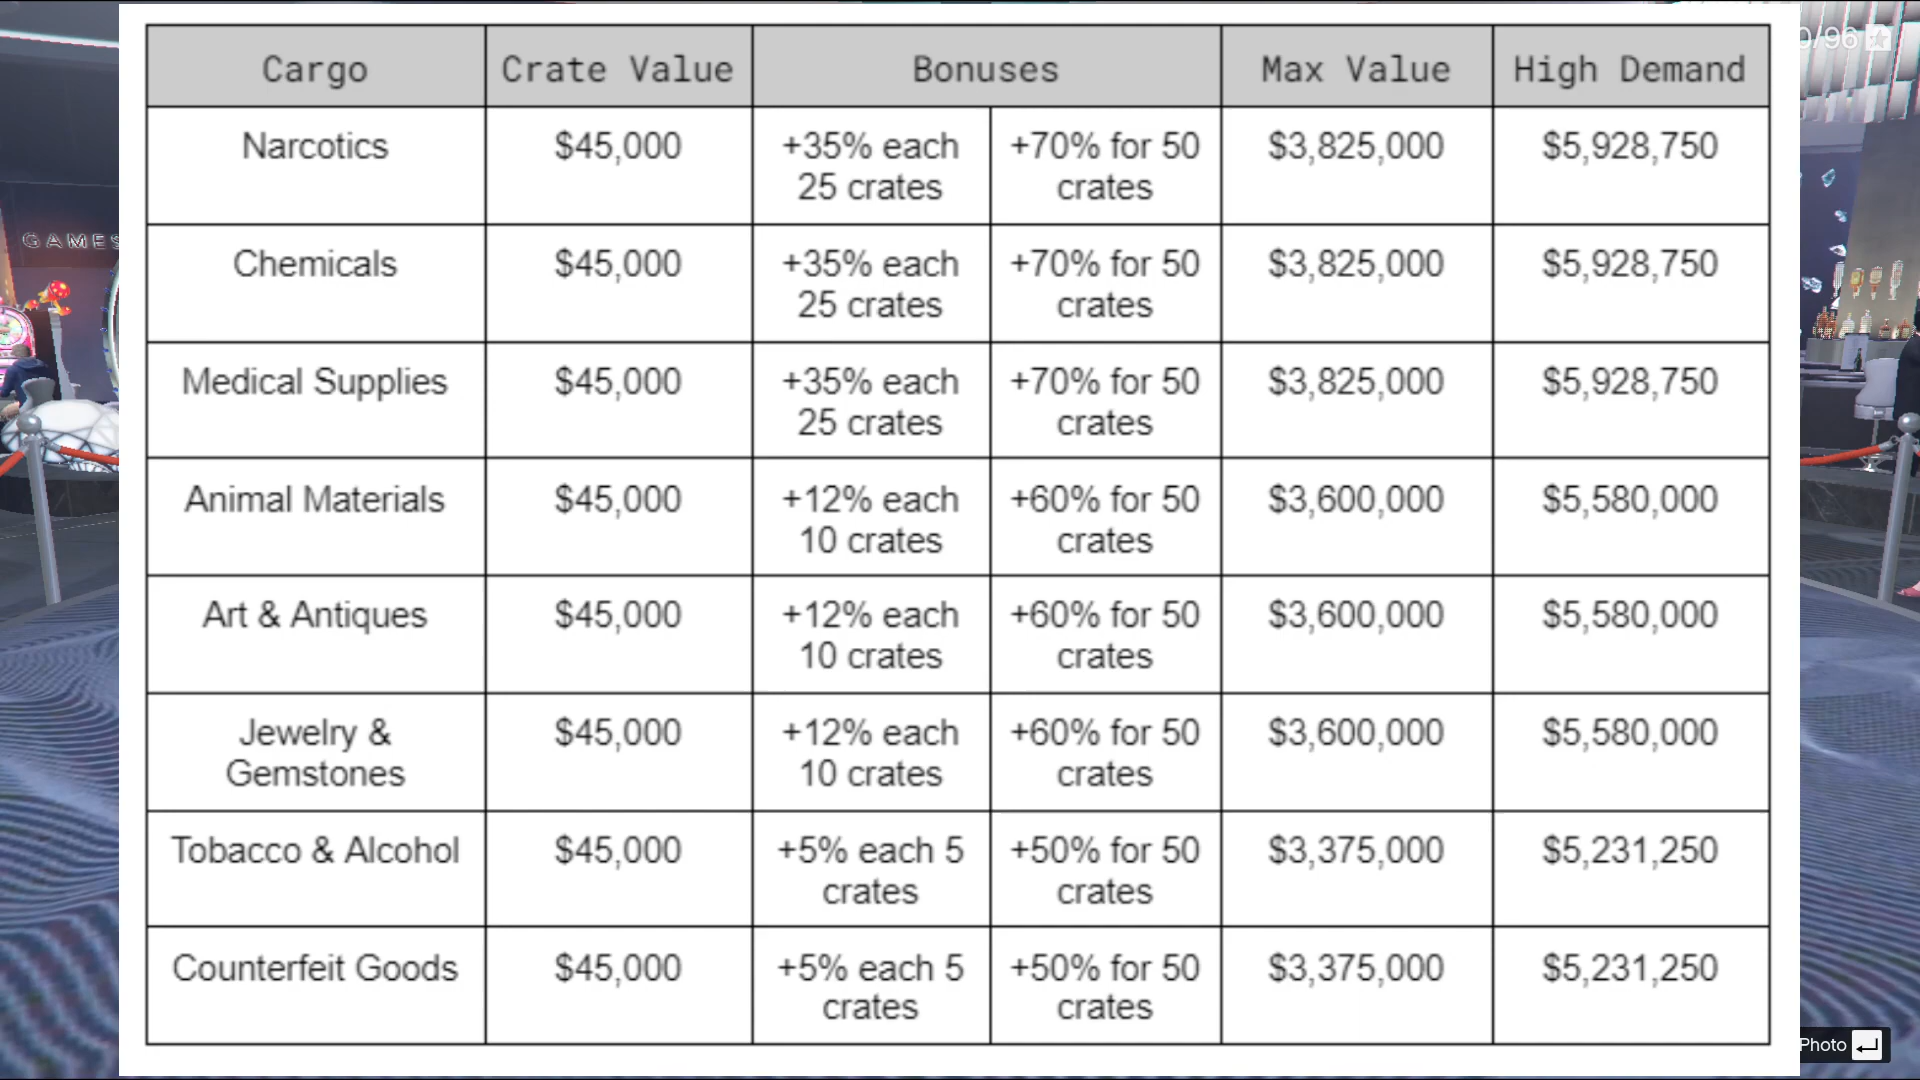 Cargo
Crate Value
Bonuses
Max Value
High Demand
Narcotics
$45,000
+35% each
25 crates
+70% for 50
crates
$3,825,000
$5,928,750
Chemicals
$45,000
+35% each
25 crates
+70% for 50
crates
$3,825,000
$5,928,750
Medical Supplies
$45,000
+35% each
25 crates
+70% for 50
crates
$3,825,000
$5,928,750
Animal Materials
$45,000
+12% each
10 crates
+60% for 50
crates
$3,600,000
$5,580,000
Art & Antiques
$45,000
+12% each
10 crates
+60% for 50
crates
$3,600,000
$5,580,000
Jewelry &
Gemstones
$45,000
+12% each
10 crates
+60% for 50
crates
$3,600,000
$5,580,000
Tobacco & Alcohol
$45,000
+5% each 5
crates
+50% for 50
crates
$3,375,000
$5,231,250
Counterfeit Goods
$45,000
+5% each 5
crates
+50% for 50
crates
$3,375,000
$5,231,250
GAMES
/96
Photo